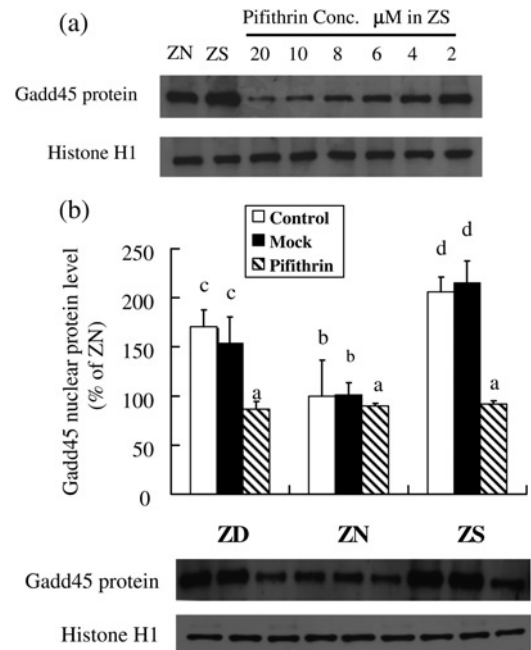 (a)
Pifithrin Conc. μM in ZS
ZN ZS 20 10 8 6 4 2
Gadd45 protein
Histone H1
(b)
Control
Mock
Pifithrin
Gadd45 nuclear protein level
(% of ZN)
250
200
150
100
50
0
c c a b b a d d a
ZD ZN ZS
Gadd45 protein
Histone H1